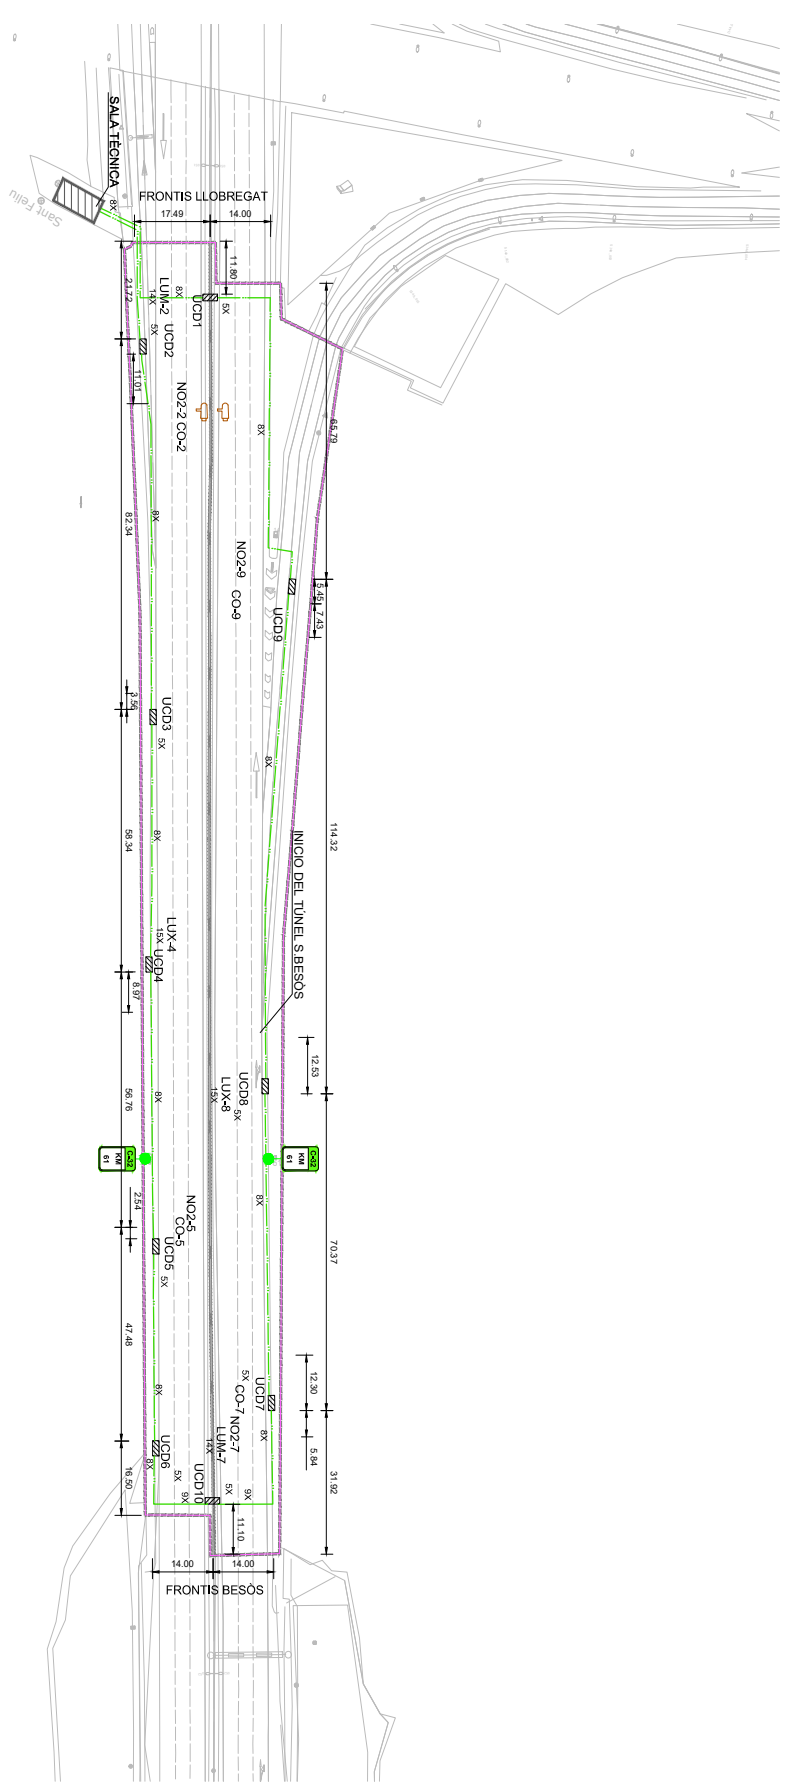 Sant Feliu
SALA TÈCNICA
8X
FRONTIS LLOBREGAT
17.49
14.00
11.80
21.72
8X
14X
LUM-2
5X
UCD1
5X
UCD2
11.01
NO2-2 CO-2
8X
65.79
8X
82.34
NO2-9
CO-9
UCD9
5.45
7.43
3.56
UCD3
5X
8X
58.34
8X
114.32
INICIO DEL TÚNEL S.BESÒS
LUX-4
15X
UCD4
8.97
12.53
UCD8
LUX-8
5X
15X
56.76
8X
C-32
KM
61
C-32
KM
61
8X
2.54
NO2-5
CO-5
UCD5
5X
70.37
47.48
8X
12.30
5X
UCD7
CO-7
NO2-7
LUM-7
14X
8X
5.84
UCD6
8X
16.50
5X
9X
UCD10
5X
9X
31.92
11.10
14.00
14.00
FRONTIS BESÒS